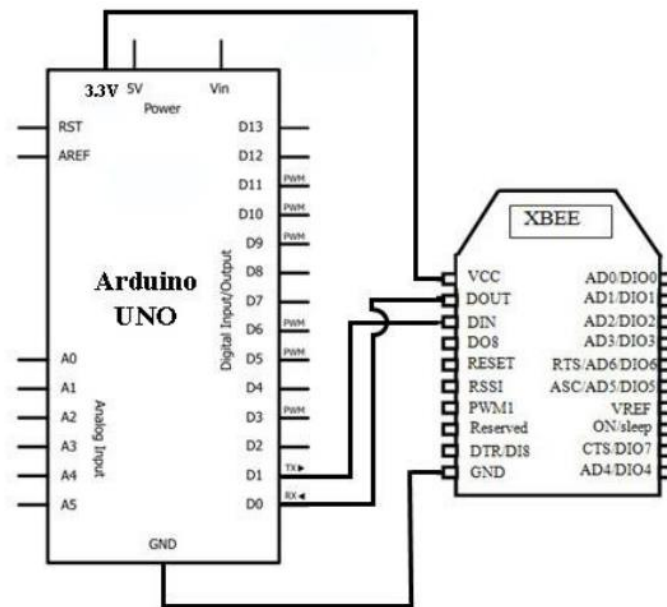 3.3V 5V Vin
Power
RST
AREF
D13
D12
PWM D11
PWM D10
PWM D9
D8
D7
PWM D6
PWM D5
D4
PWM D3
D2
TX► D1
RX◄ D0
Digital Input/Output
Arduino
UNO
A0
A1
A2
A3
A4
A5
Analog Input
GND
XBEE
VCC AD0/DIO0
DOUT AD1/DIO1
DIN AD2/DIO2
DO8 AD3/DIO3
RESET RTS/AD6/DIO6
RSSI ASC/AD5/DIO5
PWM1 VREF
Reserved ON/sleep
DTR/DI8 CTS/DIO7
GND AD4/DIO4